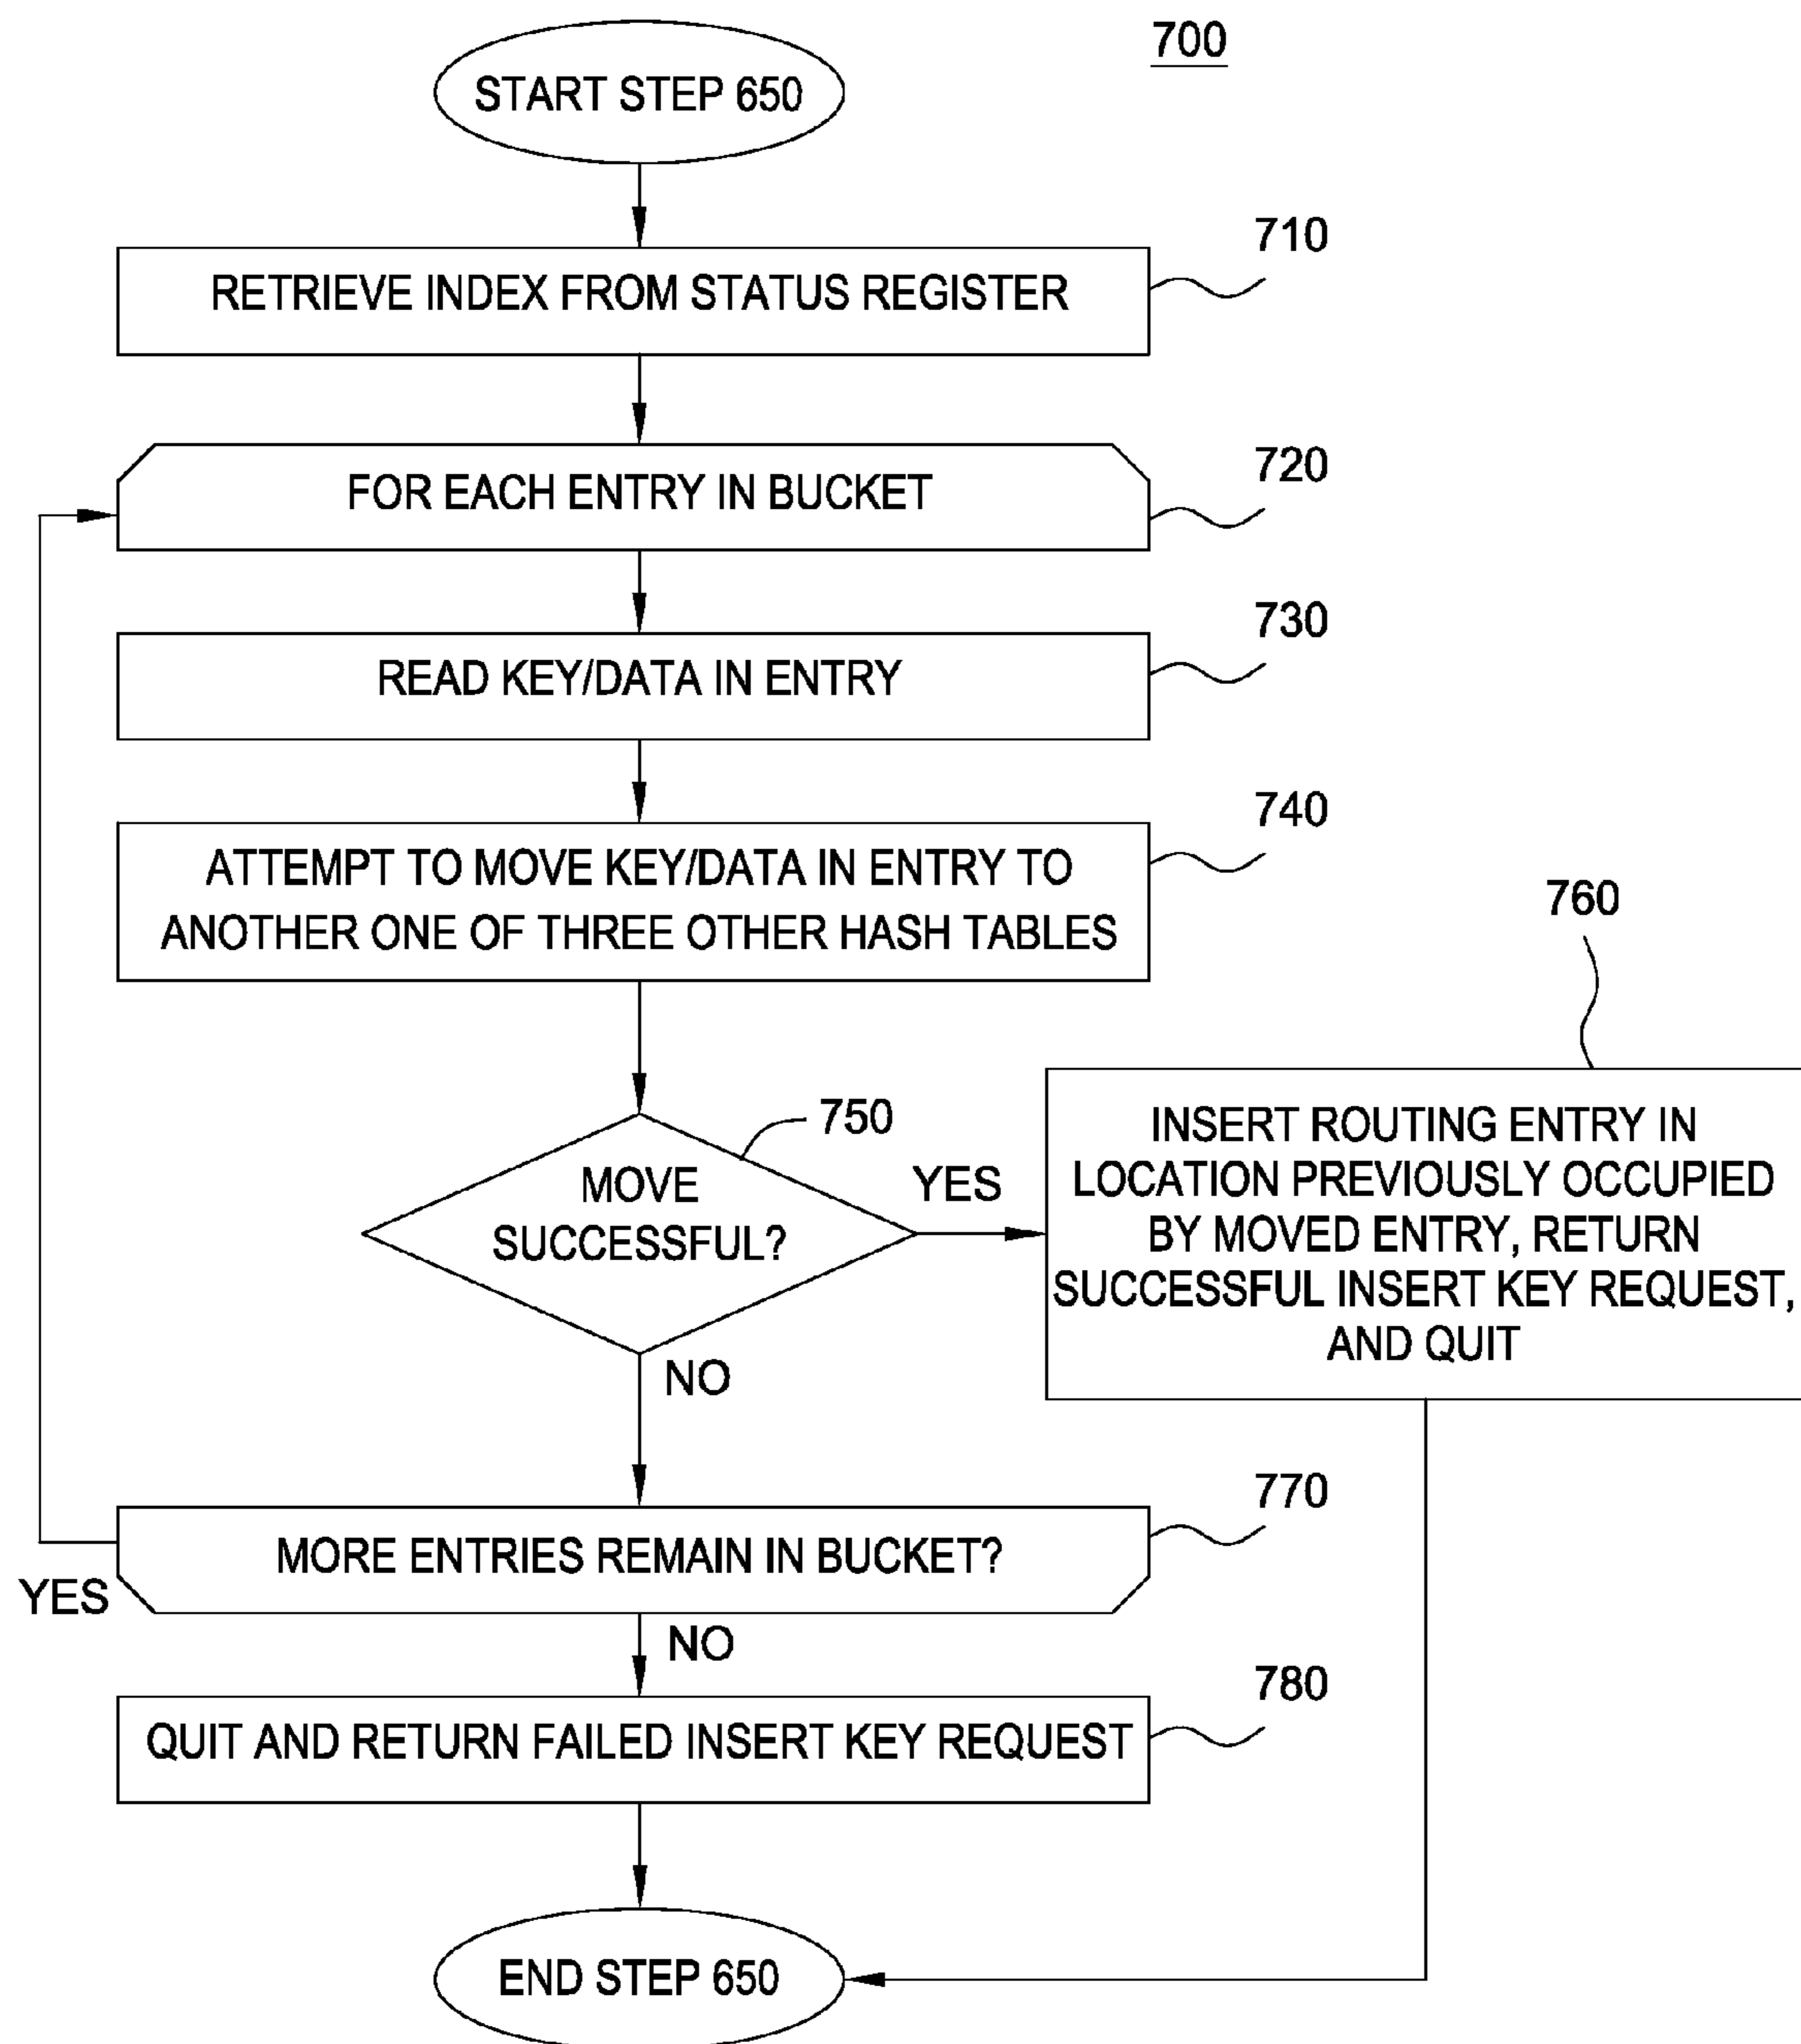 700
START STEP 650
710
RETRIEVE INDEX FROM STATUS REGISTER
720
FOR EACH ENTRY IN BUCKET
730
READ KEY/DATA IN ENTRY
740
ATTEMPT TO MOVE KEY/DATA IN ENTRY TO
ANOTHER ONE OF THREE OTHER HASH TABLES
750
MOVE
SUCCESSFUL?
YES
760
INSERT ROUTING ENTRY IN
LOCATION PREVIOUSLY OCCUPIED
BY MOVED ENTRY, RETURN
SUCCESSFUL INSERT KEY REQUEST,
AND QUIT
NO
770
MORE ENTRIES REMAIN IN BUCKET?
YES
NO
780
QUIT AND RETURN FAILED INSERT KEY REQUEST
END STEP 650